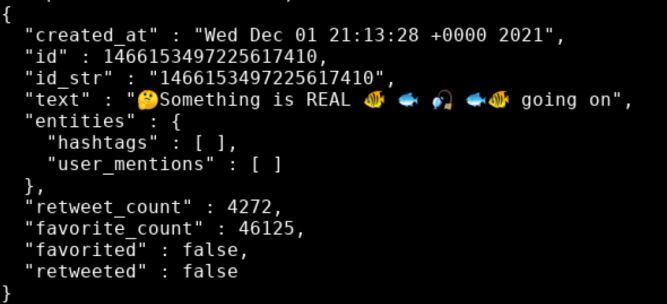 {
"created_at" : "Wed Dec 01 21:13:28 +0000 2021",
"id" : 1466153497225617410,
"id_str" : "1466153497225617410",
"text" : "🤔Something is REAL 🐠 🐟 🎣 🐟🐠 going on",
"entities" : {
"hashtags" : [ ],
"user_mentions" : [ ]
},
"retweet_count" : 4272,
"favorite_count" : 46125,
"favorited" : false,
"retweeted" : false
}